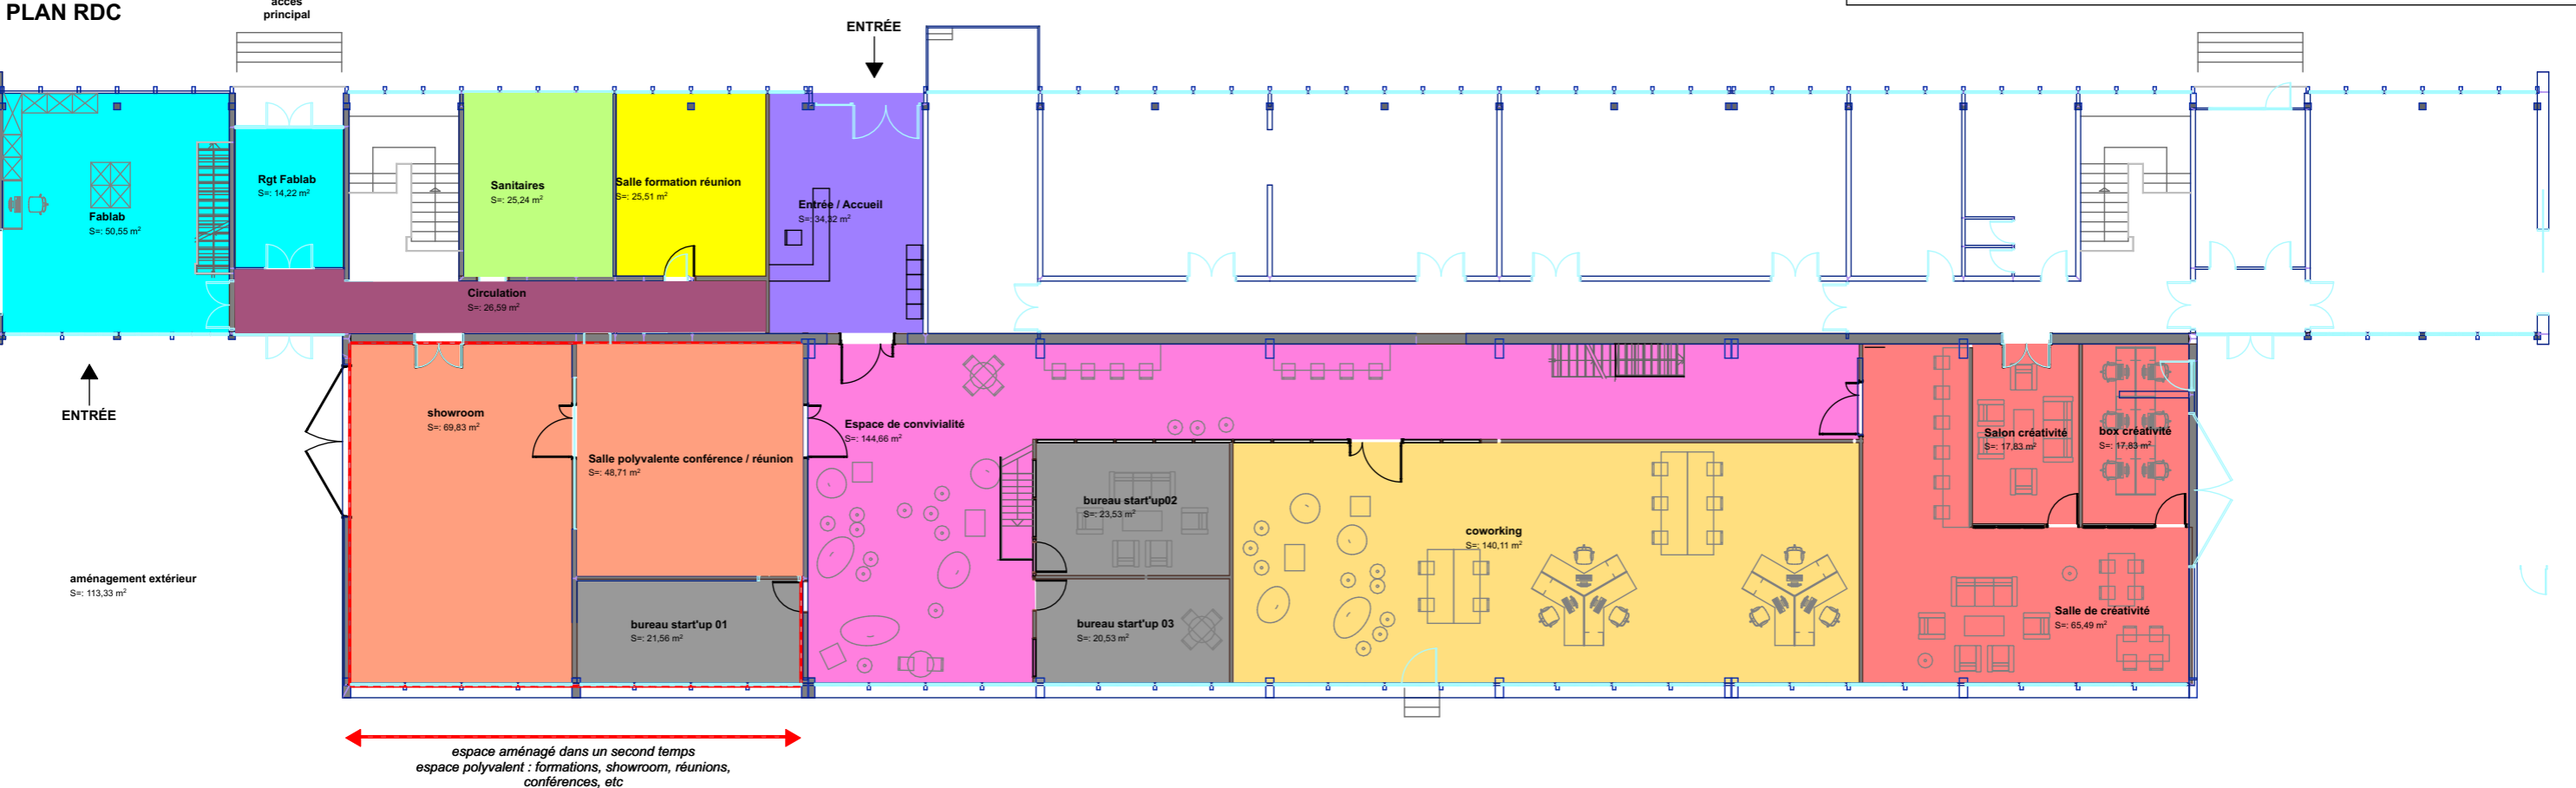 PLAN RDC
accès
principal
ENTRÉE
Rgt Fablab
S=: 14,22 m²
Sanitaires
S=: 25,24 m²
Salle formation réunion
S=: 25,51 m²
Entrée / Accueil
S=: 34,32 m²
Fablab
S=: 50,55 m²
Circulation
S=: 26,59 m²
ENTRÉE
showroom
S=: 69,83 m²
Salle polyvalente conférence / réunion
S=: 48,71 m²
Espace de convivialité
S=: 144,66 m²
Salon créativité
S=: 17,83 m²
box créativité
S=: 17,83 m²
bureau start'up02
S=: 23,53 m²
coworking
S=: 140,11 m²
aménagement extérieur
S=: 113,33 m²
bureau start'up 01
S=: 21,56 m²
bureau start'up 03
S=: 20,53 m²
Salle de créativité
S=: 65,49 m²
espace aménagé dans un second temps
espace polyvalent : formations, showroom, réunions,
conférences, etc